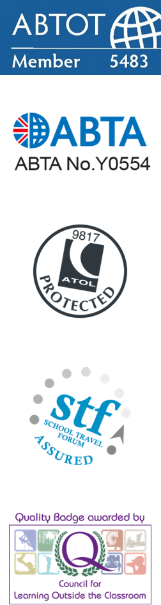 ABTOT
Member 5483
ABTA
ABTA No.Y0554
9817
ATOL
PROTECTED
stf
SCHOOL TRAVEL
FORUM
ASSURED
Quality Badge awarded by
Q
Council for
Learning Outside the Classroom